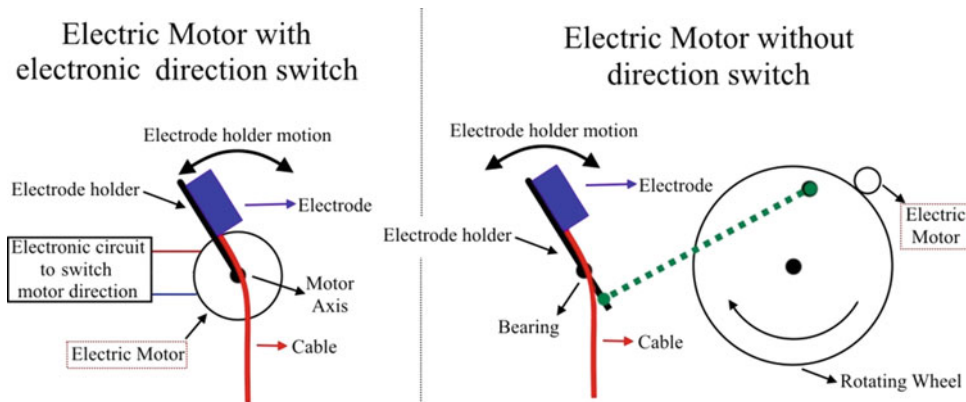 Electric Motor with
electronic direction switch
Electrode holder motion
Electrode holder
Electrode
Electronic circuit
to switch
motor direction
Motor
Axis
Electric Motor
Cable
Electric Motor without
direction switch
Electrode holder motion
Electrode
Electrode holder
Electric
Motor
Bearing
Cable
Rotating Wheel